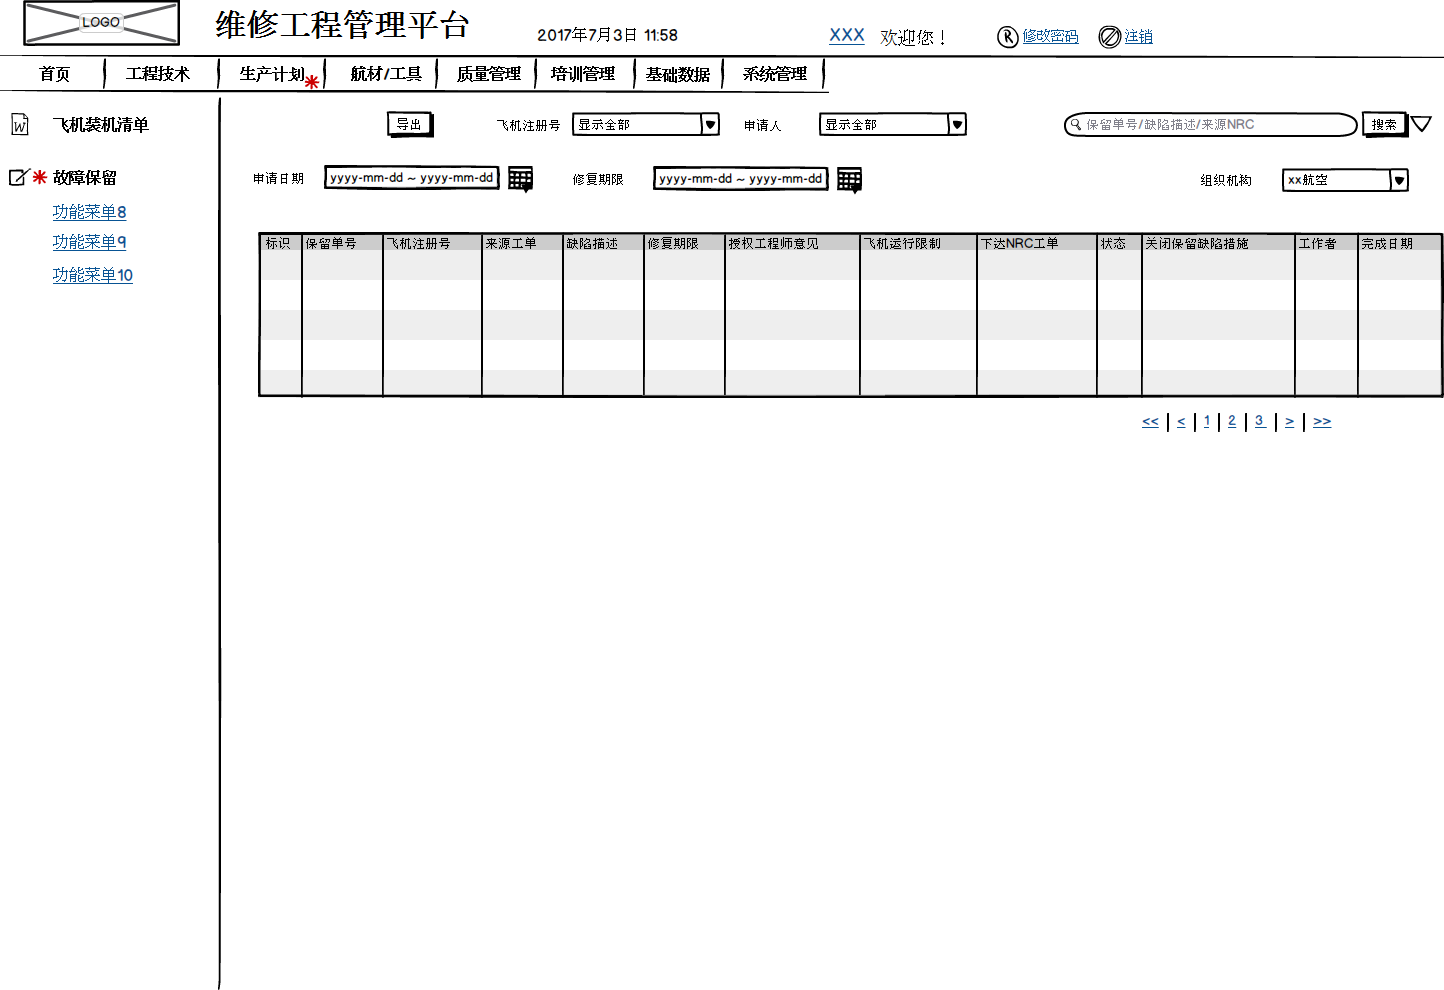 LOGO
维修工程管理平台
2017年7月3日 11:58
XXX 欢迎您！
修改密码 注销
首页 工程技术 生产计划 航材/工具 质量管理 培训管理 基础数据 系统管理
飞机装机清单
导出 飞机注册号 显示全部 申请人 显示全部 保留单号/缺陷描述/来源NRC 搜索
故障保留
申请日期 yyyy-mm-dd ~ yyyy-mm-dd 修复期限 yyyy-mm-dd ~ yyyy-mm-dd 组织机构 xx航空
功能菜单8
功能菜单9
功能菜单10
标识 保留单号 飞机注册号 来源工单 缺陷描述 修复期限 授权工程师意见 飞机运行限制 下达NRC工单 状态 关闭保留缺陷措施 工作者 完成日期
<< | < | 1 | 2 | 3 | > | >>